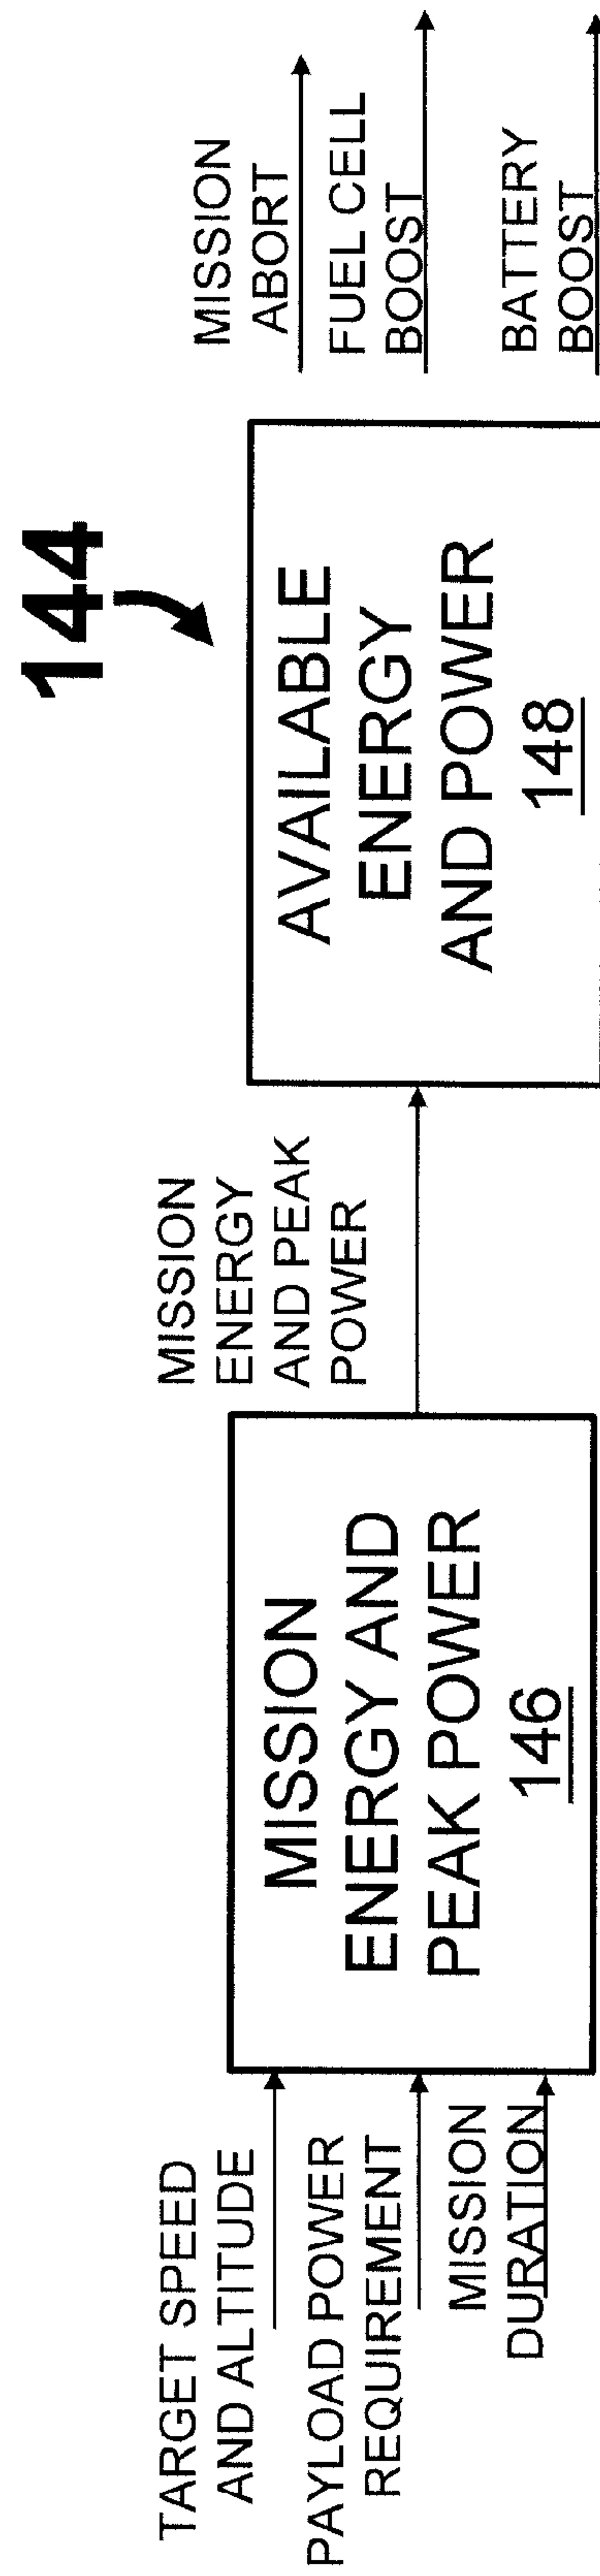 144
TARGET SPEED
AND ALTITUDE
PAYLOAD POWER
REQUIREMENT
MISSION
DURATION
MISSION
ENERGY AND
PEAK POWER
146
MISSION
ENERGY
AND PEAK
POWER
AVAILABLE
ENERGY
AND POWER
148
MISSION
ABORT
FUEL CELL
BOOST
BATTERY
BOOST